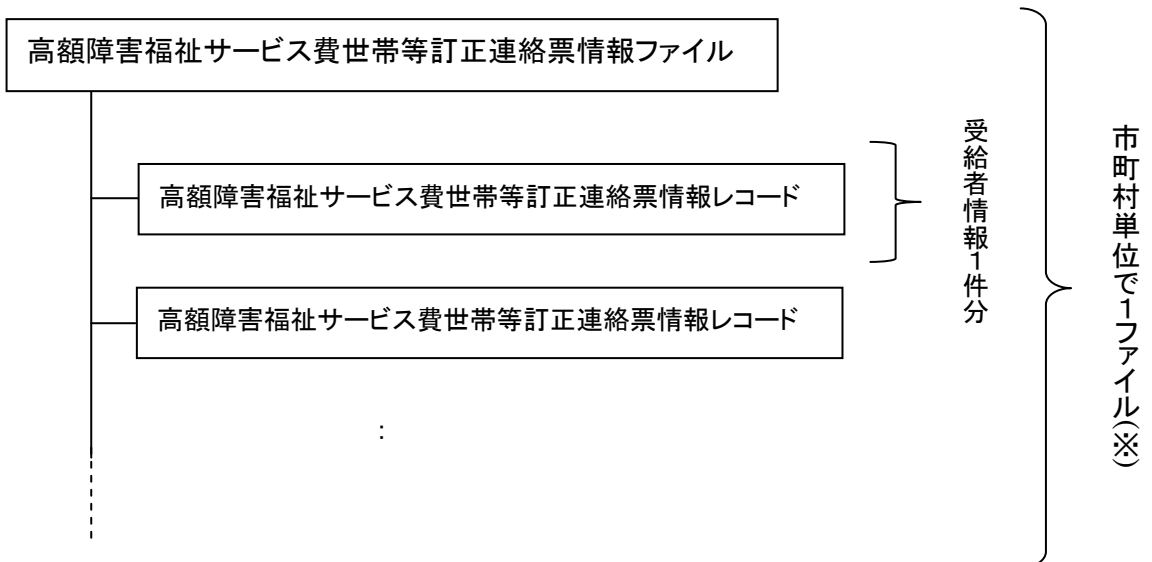 高額障害福祉サービス費世帯等訂正連絡票情報ファイル
高額障害福祉サービス費世帯等訂正連絡票情報レコード
受給者情報1件分
高額障害福祉サービス費世帯等訂正連絡票情報レコード
:
市町村単位で1ファイル(※)